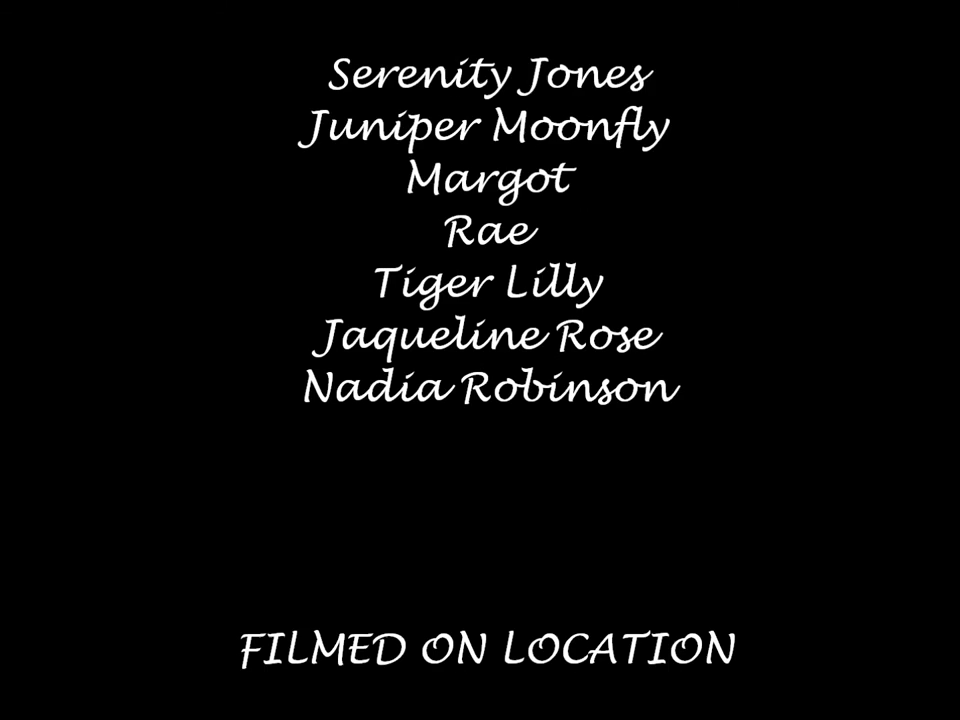 Serenity Jones
Juniper Moonfly
Margot
Rae
Tiger Lilly
Jaqueline Rose
Nadia Robinson
FILMED ON LOCATION